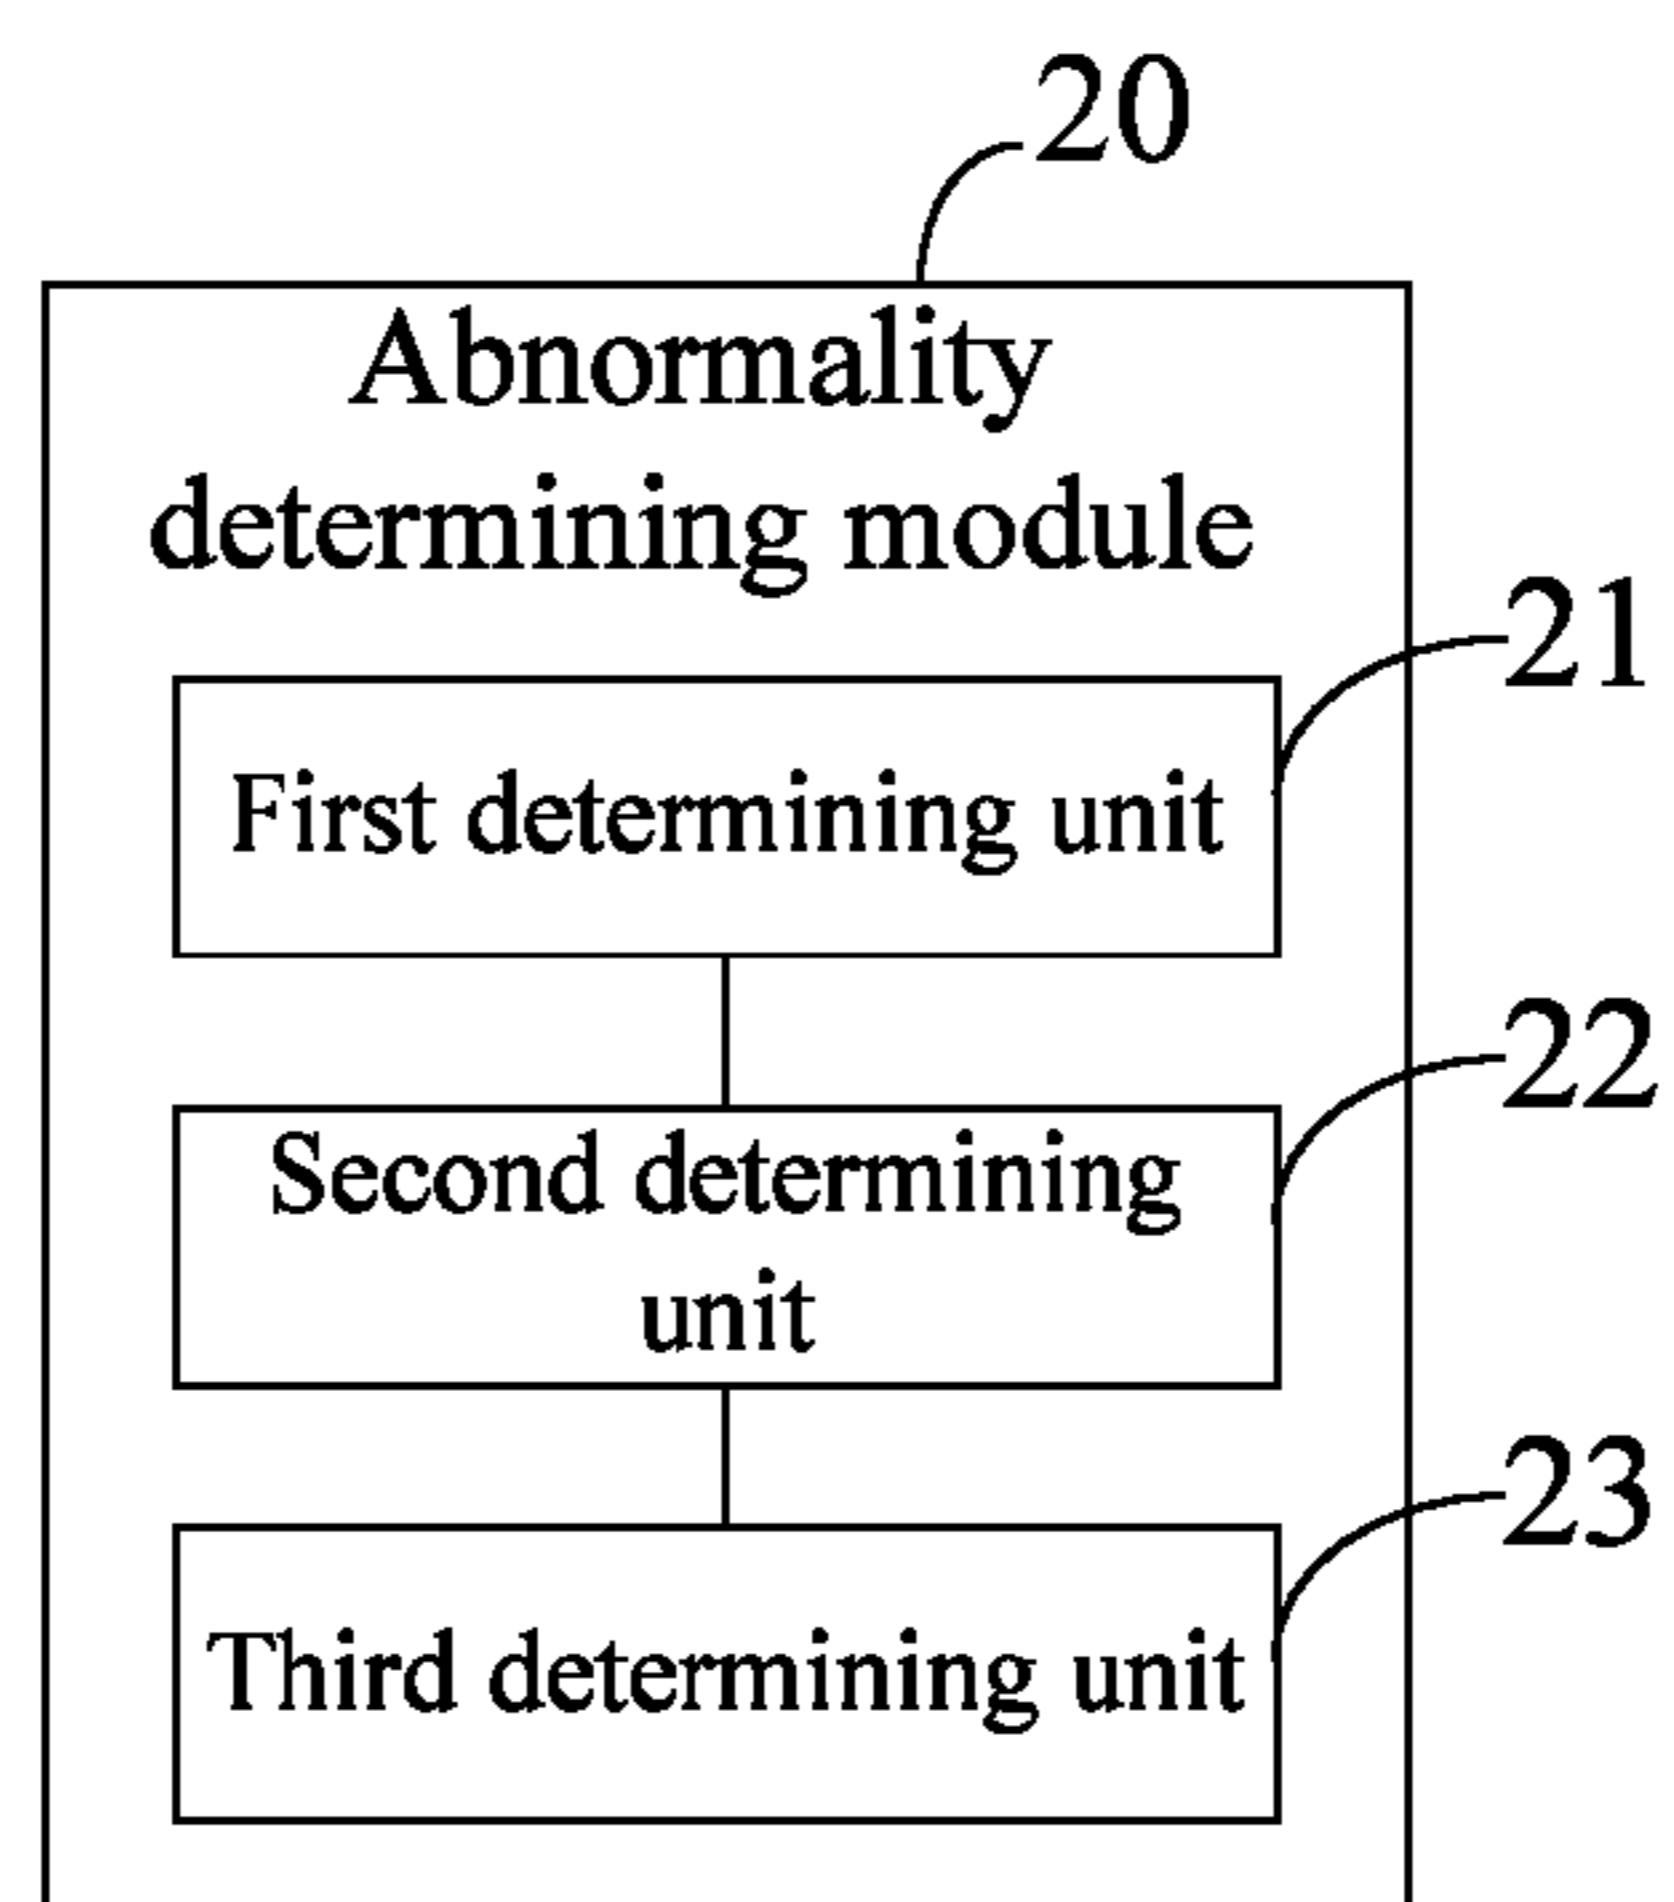 20
Abnormality
determining module
21
First determining unit
22
Second determining
unit
23
Third determining unit